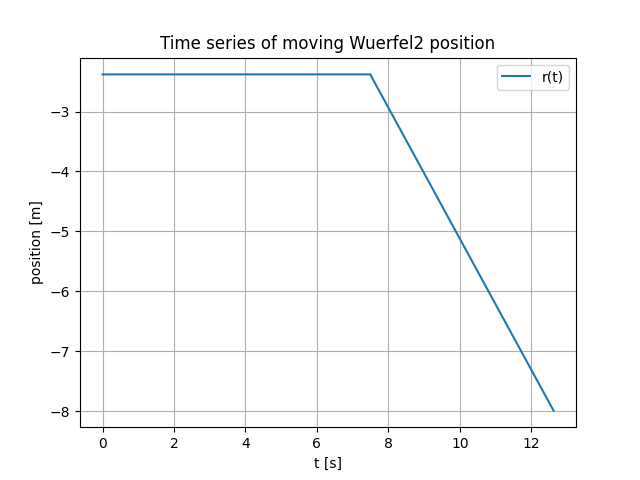 Time series of moving Wuerfel2 position
r(t)
−3
−4
−5
−6
−7
−8
position [m]
0 2 4 6 8 10 12
t [s]